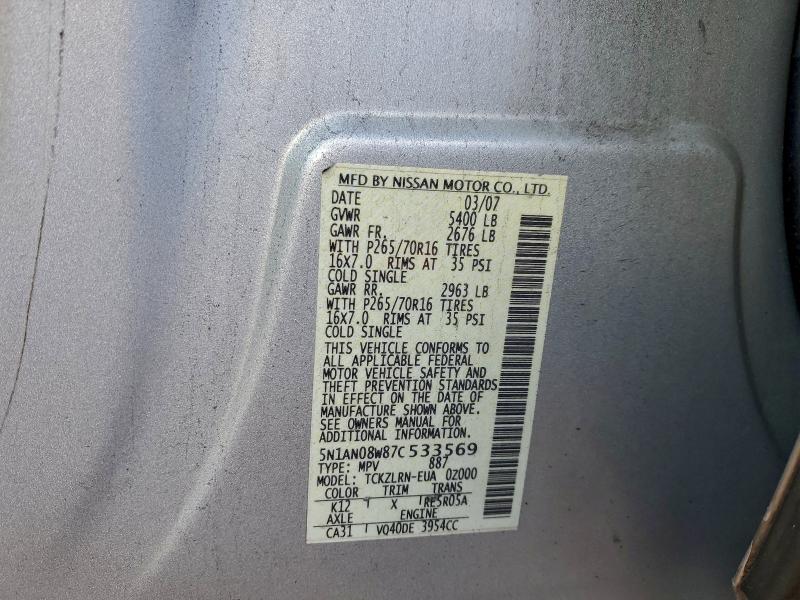 MFD BY NISSAN MOTOR CO., LTD.
DATE 03/07
GVWR 5400 LB
GAWR FR. 2676 LB
WITH P265/70R16 TIRES
16X7.0 RIMS AT 35 PSI
COLD SINGLE
GAWR RR. 2963 LB
WITH P265/70R16 TIRES
16X7.0 RIMS AT 35 PSI
COLD SINGLE
THIS VEHICLE CONFORMS TO
ALL APPLICABLE FEDERAL
MOTOR VEHICLE SAFETY AND
THEFT PREVENTION STANDARDS
IN EFFECT ON THE DATE OF
MANUFACTURE SHOWN ABOVE.
SEE OWNERS MANUAL FOR
ADDITIONAL INFORMATION.
5N1AN08W87C533569
TYPE: MPV 887
MODEL: TCKZLRN-EUA 02000
COLOR TRIM TRANS
K12 X RE5R05A
AXLE ENGINE
CA31 VQ40DE 3954CC